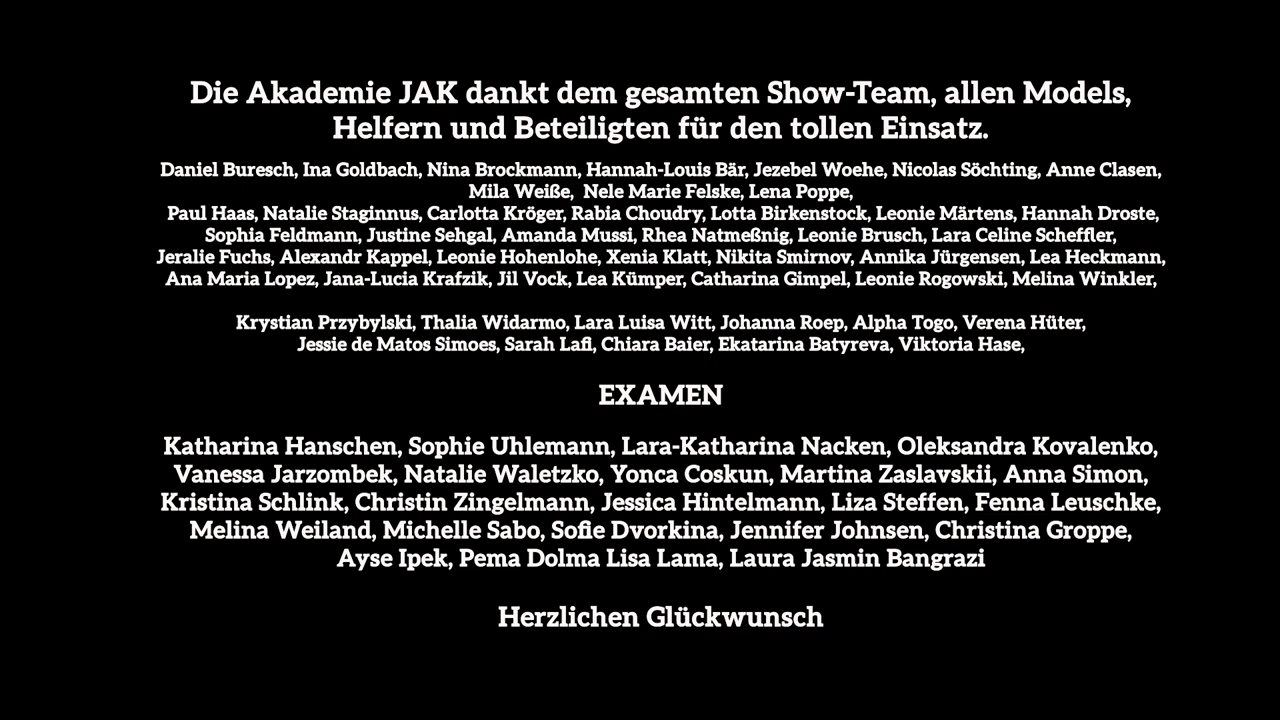 Die Akademie JAK dankt dem gesamten Show-Team, allen Models,
Helfern und Beteiligten für den tollen Einsatz.
Daniel Buresch, Ina Goldbach, Nina Brockmann, Hannah-Louis Bär, Jezebel Woehe, Nicolas Söchting, Anne Clasen,
Mila Weiße,  Nele Marie Felske, Lena Poppe,
Paul Haas, Natalie Staginnus, Carlotta Kröger, Rabia Choudry, Lotta Birkenstock, Leonie Märtens, Hannah Droste,
Sophia Feldmann, Justine Sehgal, Amanda Mussi, Rhea Natmeßnig, Leonie Brusch, Lara Celine Scheffler,
Jeralie Fuchs, Alexandr Kappel, Leonie Hohenlohe, Xenia Klatt, Nikita Smirnov, Annika Jürgensen, Lea Heckmann,
Ana Maria Lopez, Jana-Lucia Krafzik, Jil Vock, Lea Kümper, Catharina Gimpel, Leonie Rogowski, Melina Winkler,
Krystian Przybylski, Thalia Widarmo, Lara Luisa Witt, Johanna Roep, Alpha Togo, Verena Hüter,
Jessie de Matos Simoes, Sarah Lafi, Chiara Baier, Ekatarina Batyreva, Viktoria Hase,
EXAMEN
Katharina Hanschen, Sophie Uhlemann, Lara-Katharina Nacken, Oleksandra Kovalenko,
Vanessa Jarzombek, Natalie Waletzko, Yonca Coskun, Martina Zaslavskii, Anna Simon,
Kristina Schlink, Christin Zingelmann, Jessica Hintelmann, Liza Steffen, Fenna Leuschke,
Melina Weiland, Michelle Sabo, Sofie Dvorkina, Jennifer Johnsen, Christina Groppe,
Ayse Ipek, Pema Dolma Lisa Lama, Laura Jasmin Bangrazi
Herzlichen Glückwunsch